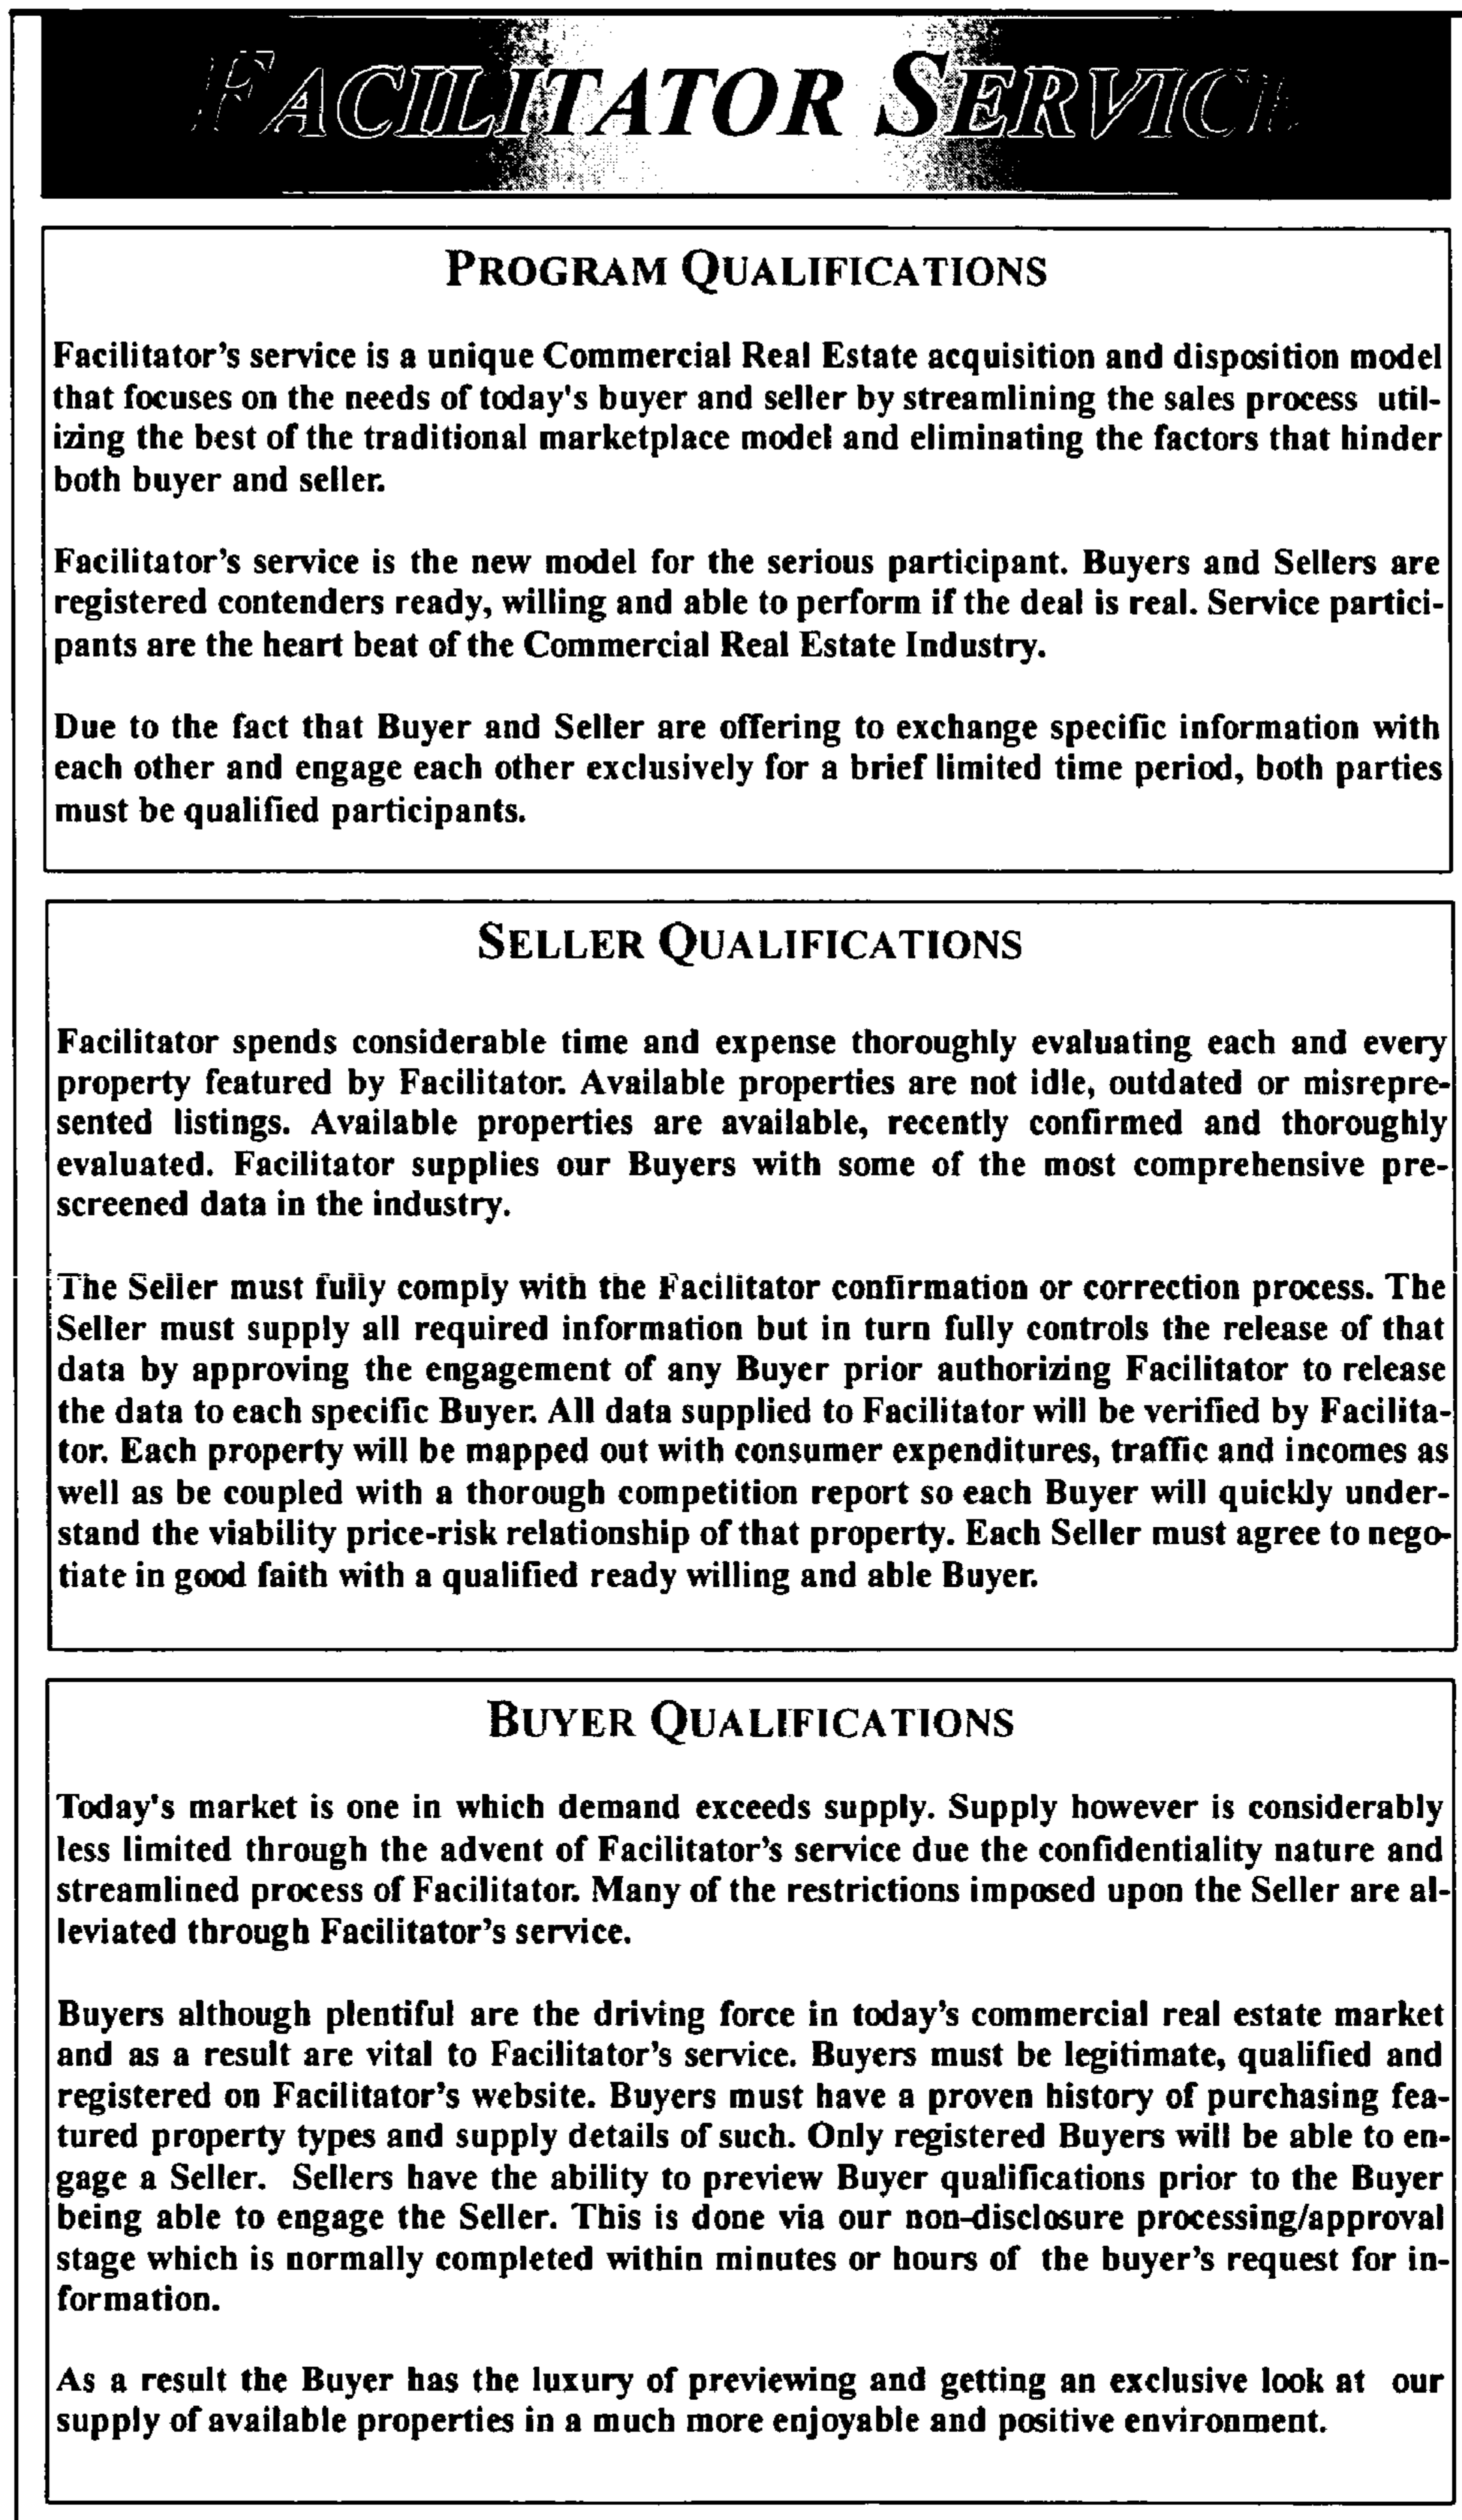 FACILITATOR SERVICE
PROGRAM QUALIFICATIONS
Facilitator's service is a unique Commercial Real Estate acquisition and disposition model
that focuses on the needs of today's buyer and seller by streamlining the sales process util-
izing the best of the traditional marketplace model and eliminating the factors that hinder
both buyer and seller.
Facilitator's service is the new model for the serious participant. Buyers and Sellers are
registered contenders ready, willing and able to perform if the deal is real. Service partici-
pants are the heart beat of the Commercial Real Estate Industry.
Due to the fact that Buyer and Seller are offering to exchange specific information with
each other and engage each other exclusively for a brief limited time period, both parties
must be qualified participants.
SELLER QUALIFICATIONS
Facilitator spends considerable time and expense thoroughly evaluating each and every
property featured by Facilitator. Available properties are not idle, outdated or misrepre-
sented listings. Available properties are available, recently confirmed and thoroughly
evaluated. Facilitator supplies our Buyers with some of the most comprehensive pre-
screened data in the industry.
The Seller must fully comply with the Facilitator confirmation or correction process. The
Seller must supply all required information but in turn fully controls the release of that
data by approving the engagement of any Buyer prior authorizing Facilitator to release
the data to each specific Buyer. All data supplied to Facilitator will be verified by Facilita-
tor. Each property will be mapped out with consumer expenditures, traffic and incomes as
well as be coupled with a thorough competition report so each Buyer will quickly under-
stand the viability price-risk relationship of that property. Each Seller must agree to nego-
tiate in good faith with a qualified ready willing and able Buyer.
BUYER QUALIFICATIONS
Today's market is one in which demand exceeds supply. Supply however is considerably
less limited through the advent of Facilitator's service due the confidentiality nature and
streamlined process of Facilitator. Many of the restrictions imposed upon the Seller are al-
leviated through Facilitator's service.
Buyers although plentiful are the driving force in today's commercial real estate market
and as a result are vital to Facilitator's service. Buyers must be legitimate, qualified and
registered on Facilitator's website. Buyers must have a proven history of purchasing fea-
tured property types and supply details of such. Only registered Buyers will be able to en-
gage a Seller. Sellers have the ability to preview Buyer qualifications prior to the Buyer
being able to engage the Seller. This is done via our non-disclosure processing/approval
stage which is normally completed within minutes or hours of the buyer's request for in-
formation.
As a result the Buyer has the luxury of previewing and getting an exclusive look at our
supply of available properties in a much more enjoyable and positive environment.